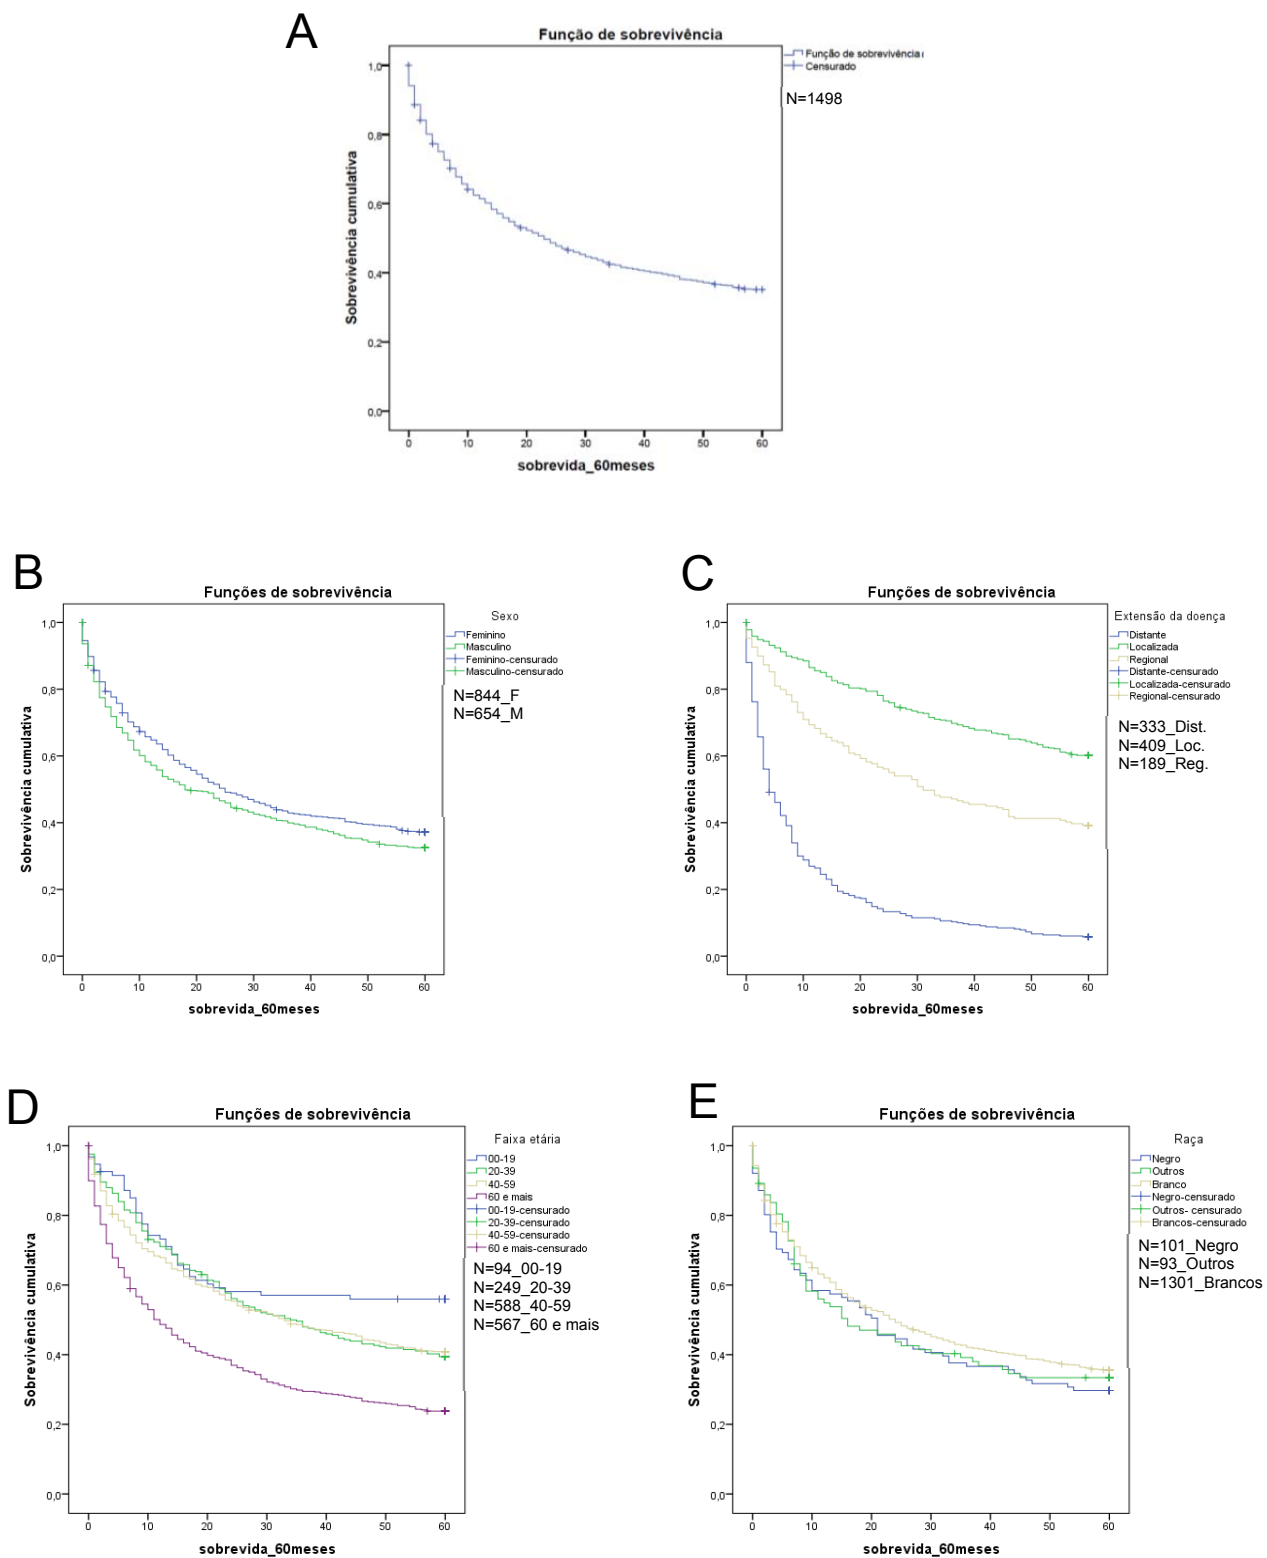 A
Função de sobrevivência
Função de sobrevivência
Censurado
N=1498
1,0
0,8
0,6
0,4
0,2
0,0
Sobrevivência cumulativa
0 10 20 30 40 50 60
sobrevida_60meses
B
Funções de sobrevivência
Sexo
Feminino
Masculino
Feminino-censurado
Masculino-censurado
N=844_F
N=654_M
1,0
0,8
0,6
0,4
0,2
0,0
Sobrevivência cumulativa
0 10 20 30 40 50 60
sobrevida_60meses
C
Funções de sobrevivência
Extensão da doença
Distante
Localizada
Regional
Distante-censurado
Localizada-censurado
Regional-censurado
N=333_Dist.
N=409_Loc.
N=189_Reg.
1,0
0,8
0,6
0,4
0,2
0,0
Sobrevivência cumulativa
0 10 20 30 40 50 60
sobrevida_60meses
D
Funções de sobrevivência
Faixa etária
00-19
20-39
40-59
60 e mais
00-19-censurado
20-39-censurado
40-59-censurado
60 e mais-censurado
N=94_00-19
N=249_20-39
N=588_40-59
N=567_60 e mais
1,0
0,8
0,6
0,4
0,2
0,0
Sobrevivência cumulativa
0 10 20 30 40 50 60
sobrevida_60meses
E
Funções de sobrevivência
Raça
Negro
Outros
Branco
Negro-censurado
Outros- censurado
Brancos-censurado
N=101_Negro
N=93_Outros
N=1301_Brancos
1,0
0,8
0,6
0,4
0,2
0,0
Sobrevivência cumulativa
0 10 20 30 40 50 60
sobrevida_60meses